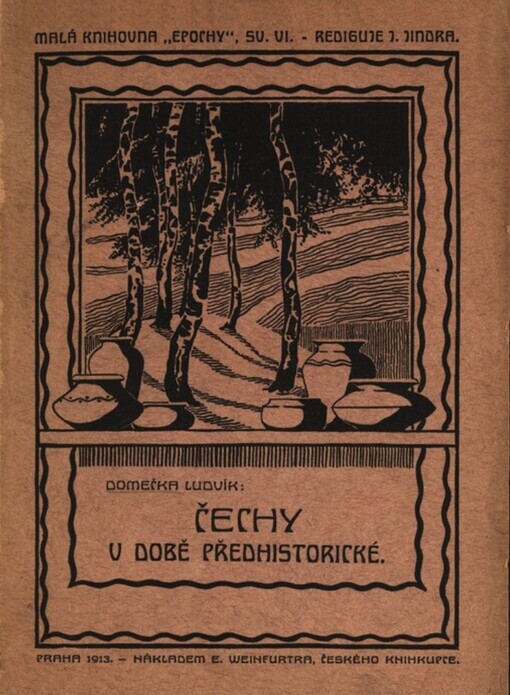 MALÁ KNIHOVNA „EPOCHY“, SV. VI. - REDIGUJE J. JINDRA.
DOMEČKA LUDVÍK:
ČECHY
V DOBĚ PŘEDHISTORICKÉ.
PRAHA 1913. – NÁKLADEM E. WEINFURTRA, ČESKÉHO KNIHKUPCE.